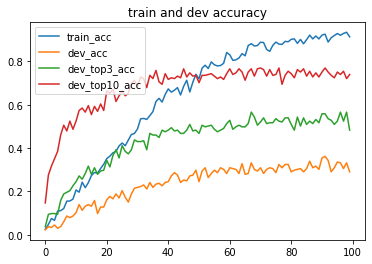 train and dev accuracy
train_acc
dev_acc
dev_top3_acc
dev_top10_acc
0.8
0.6
0.4
0.2
0.0
0 20 40 60 80 100